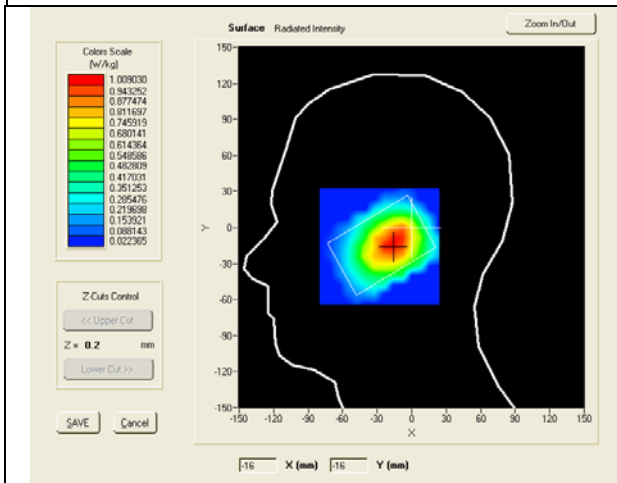 Surface Radiated Intensity
Zoom In/Out
Colors Scale
(W/kg)
1.009030
0.943252
0.877474
0.811697
0.745919
0.680141
0.614364
0.548586
0.482809
0.417031
0.351253
0.285476
0.219698
0.153921
0.088143
0.022365
Z-Cuts Control
<< Upper Cut
Z = 0.2 mm
Lower Cut >>
SAVE Cancel
150
120
90
60
30
0
-30
-60
-90
-120
-150
Y
-150 -120 -90 -60 -30 0 30 60 90 120 150
X
-16 X (mm) -16 Y (mm)